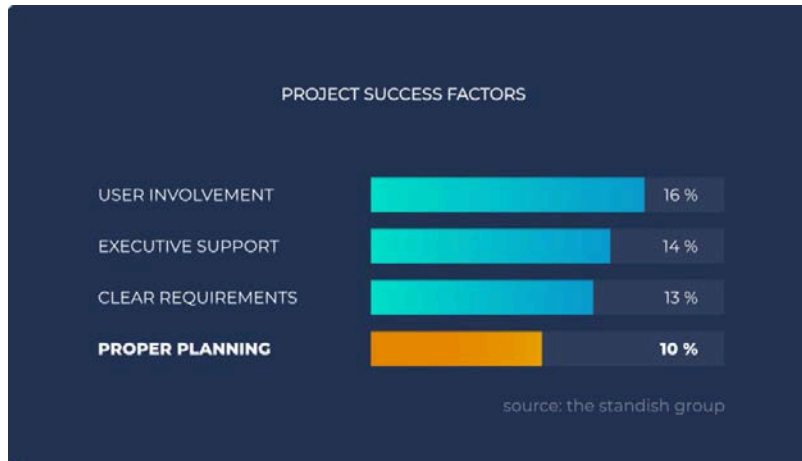 PROJECT SUCCESS FACTORS
USER INVOLVEMENT 16 %
EXECUTIVE SUPPORT 14 %
CLEAR REQUIREMENTS 13 %
PROPER PLANNING 10 %
source: the standish group